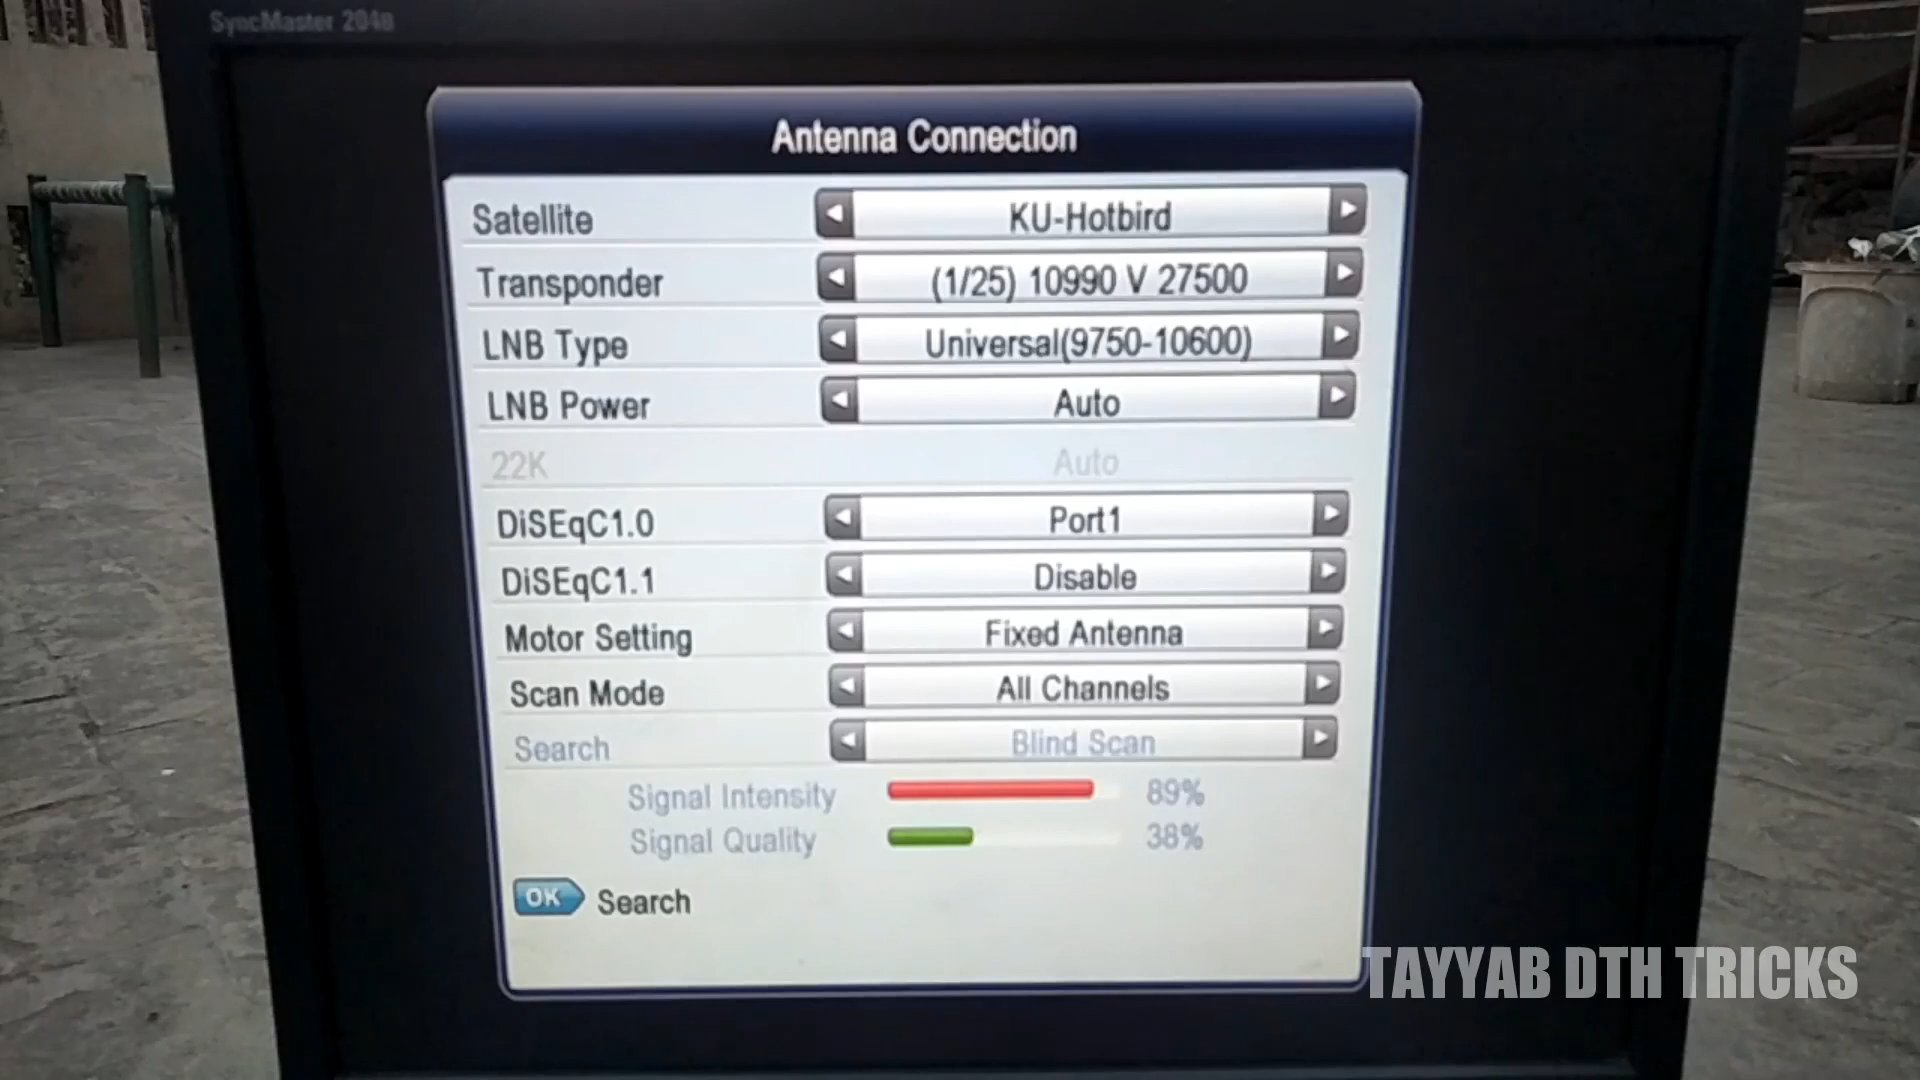 SyncMaster 204B
Antenna Connection
Satellite KU-Hotbird
Transponder (1/25) 10990 V 27500
LNB Type Universal(9750-10600)
LNB Power Auto
22K Auto
DiSEqC1.0 Port1
DiSEqC1.1 Disable
Motor Setting Fixed Antenna
Scan Mode All Channels
Search Blind Scan
Signal Intensity 89%
Signal Quality 38%
OK Search
TAYYAB DTH TRICKS